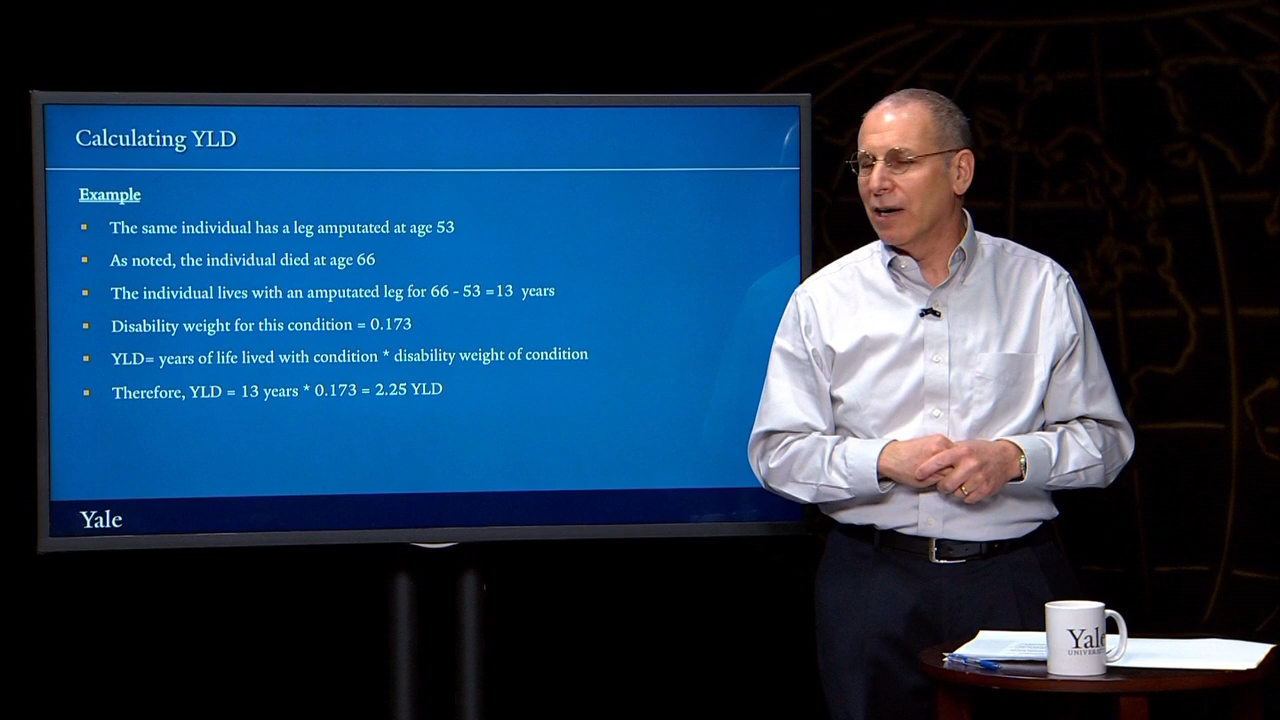 Calculating YLD
Example
The same individual has a leg amputated at age 53
As noted, the individual died at age 66
The individual lives with an amputated leg for 66 - 53 =13 years
Disability weight for this condition = 0.173
YLD= years of life lived with condition * disability weight of condition
Therefore, YLD = 13 years * 0.173 = 2.25 YLD
Yale
Yale
UNIVERSITY